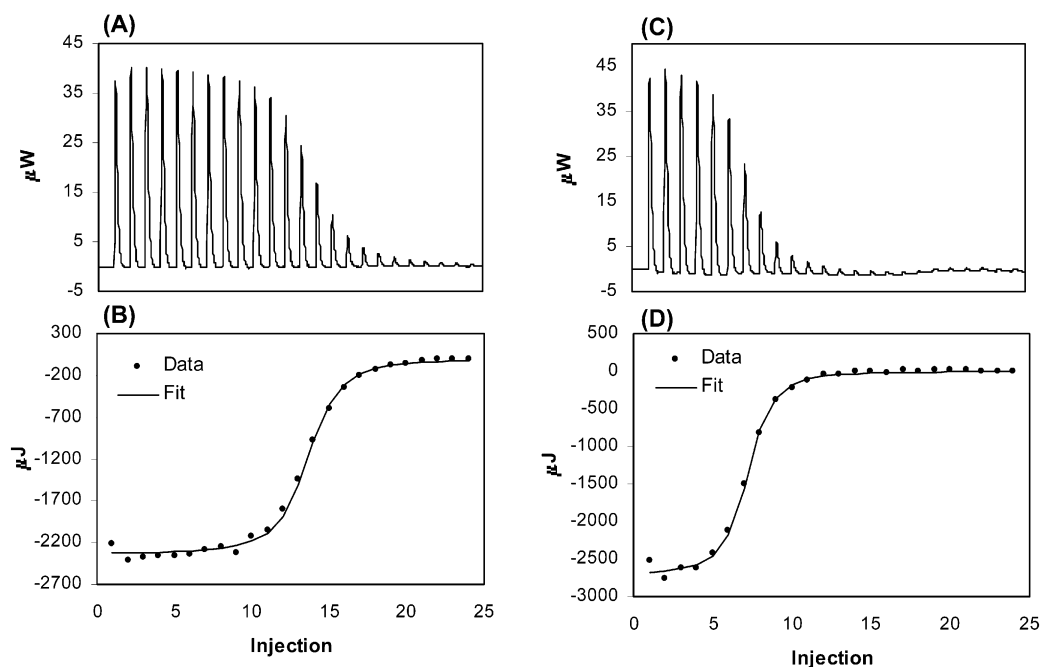 (A)
45
35
25
15
5
-5
µW
(B)
300
-200
-700
-1200
-1700
-2200
-2700
µJ
Data
Fit
0 5 10 15 20 25
Injection
(C)
45
35
25
15
5
-5
µW
(D)
500
0
-500
-1000
-1500
-2000
-2500
-3000
µJ
Data
Fit
0 5 10 15 20 25
Injection